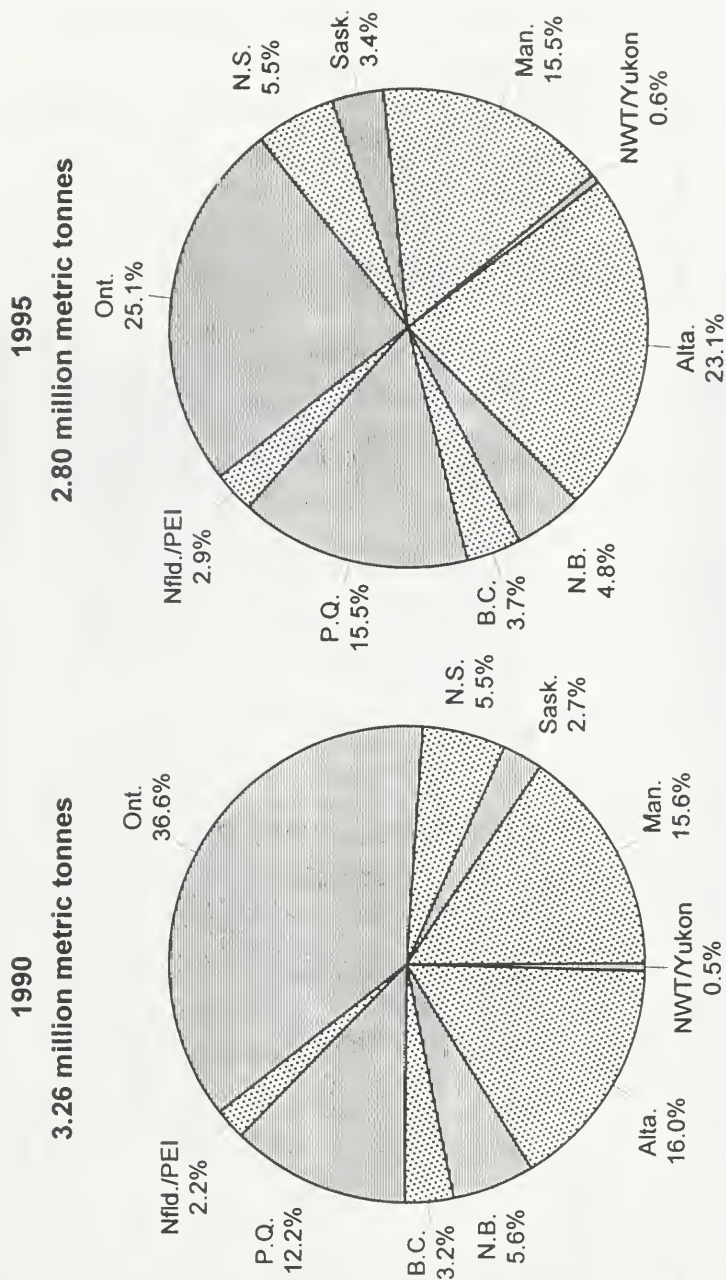 1990
3.26 million metric tonnes
Ont.
36.6%
N.S.
5.5%
Sask.
2.7%
Man.
15.6%
NWT/Yukon
0.5%
Alta.
16.0%
N.B.
5.6%
B.C.
3.2%
P.Q.
12.2%
Nfld./PEI
2.2%
1995
2.80 million metric tonnes
Ont.
25.1%
N.S.
5.5%
Sask.
3.4%
Man.
15.5%
NWT/Yukon
0.6%
Alta.
23.1%
N.B.
4.8%
B.C.
3.7%
P.Q.
15.5%
Nfld./PEI
2.9%